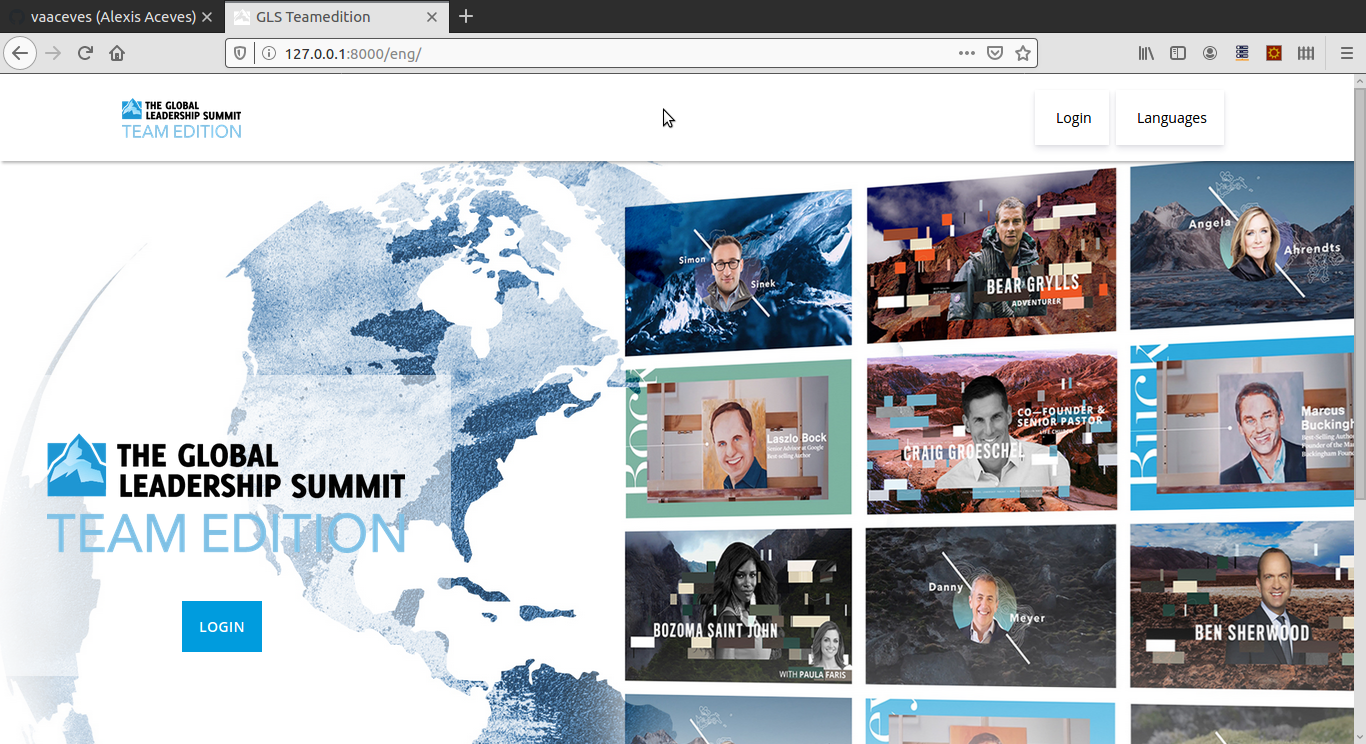 vaaceves (Alexis Aceves)
GLS Teamedition
127.0.0.1:8000/eng/
THE GLOBAL
LEADERSHIP SUMMIT
TEAM EDITION
Login
Languages
Simon
Sinek
BEAR GRYLLS
ADVENTURER
Angela
Ahrendts
Bock
Laszlo Bock
Senior Advisor at Google
Best-selling Author
CO—FOUNDER &
SENIOR PASTOR
LIFE CHURCH
CRAIG GROESCHEL
Marcus
Buckingh
Best-Selling Autho
Founder of the Ma
Buckingham Foun
THE GLOBAL
LEADERSHIP SUMMIT
TEAM EDITION
LOGIN
BOZOMA SAINT JOHN
WITH PAULA FARIS
Danny
Meyer
BEN SHERWOOD